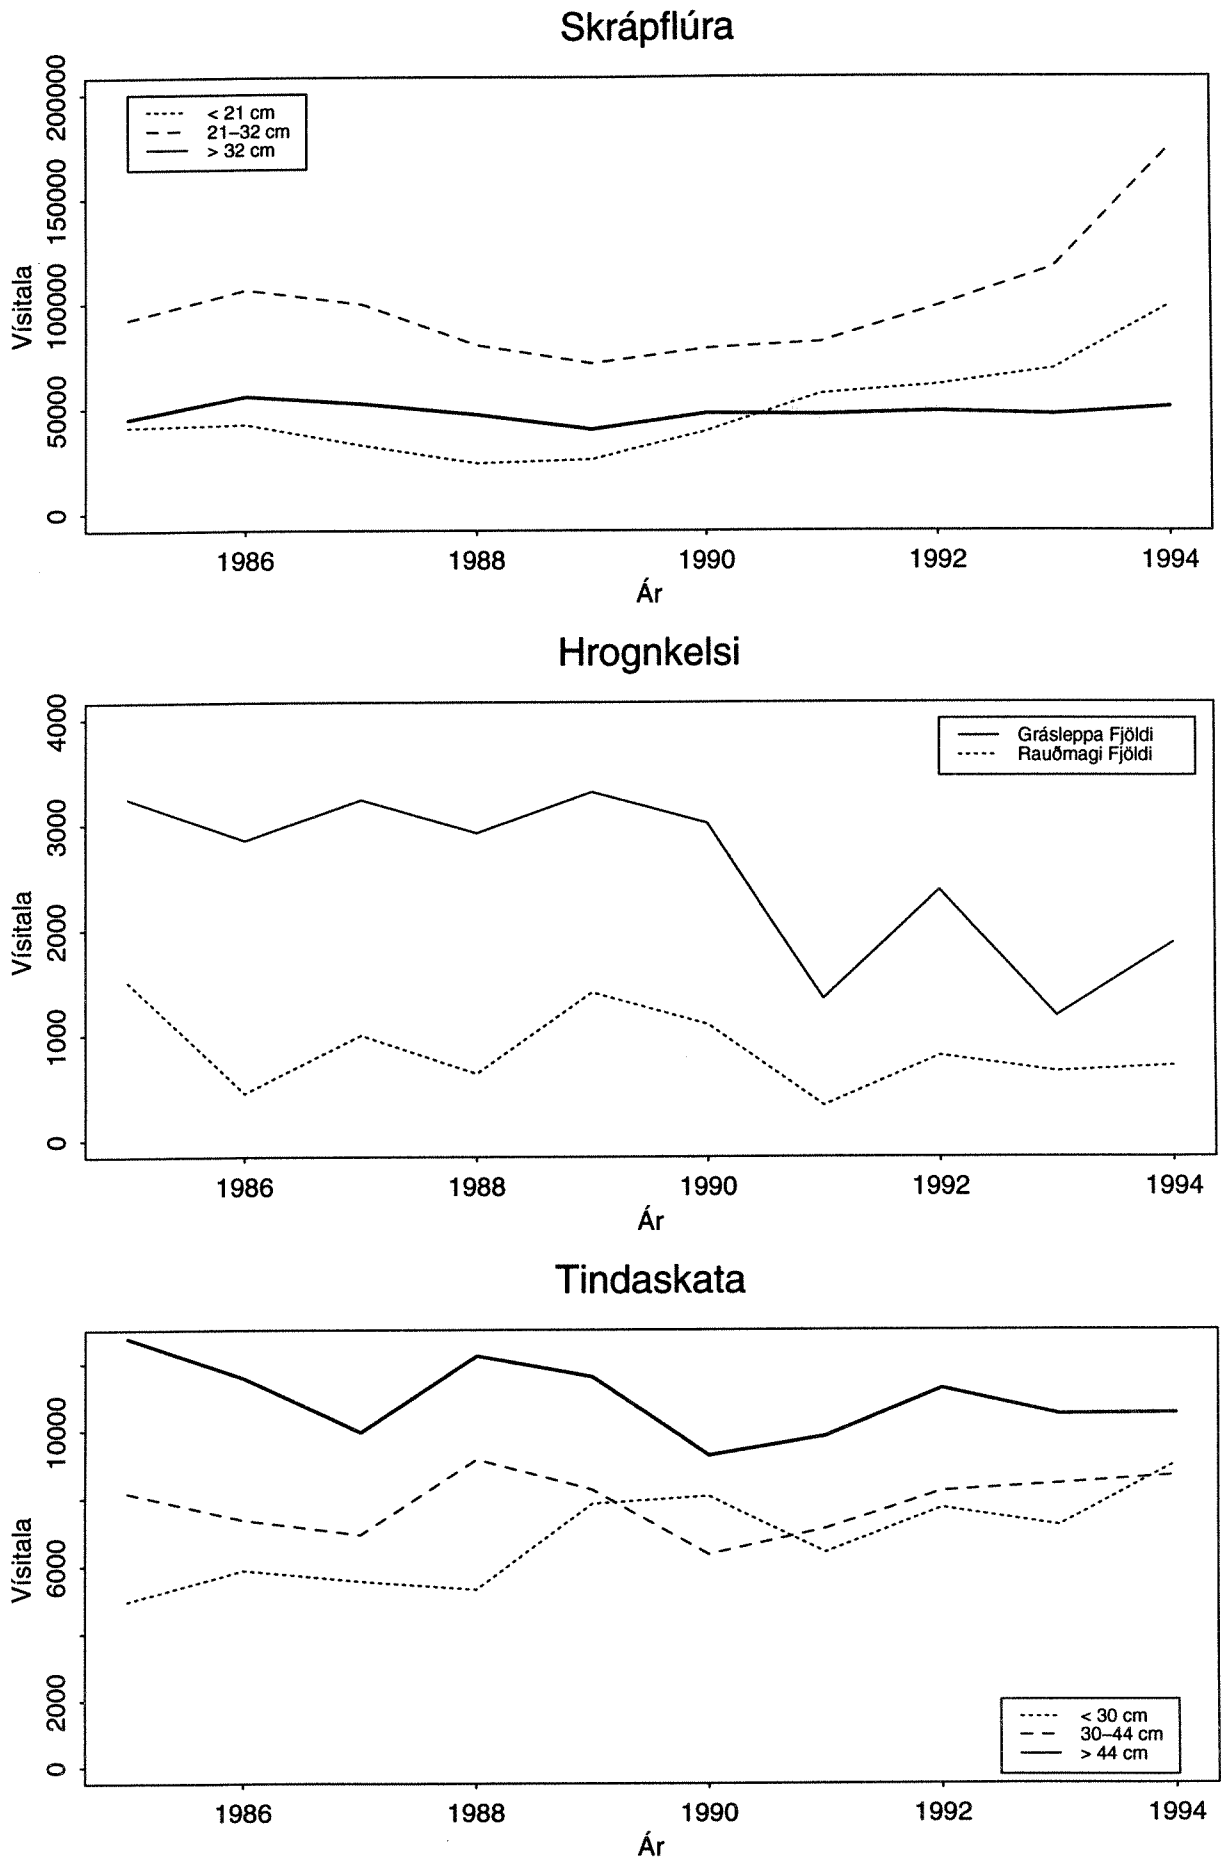 Skrápflúra
< 21 cm
21–32 cm
> 32 cm
Vísitala
200000
150000
100000
50000
0
1986 1988 1990 1992 1994
Ár
Hrognkelsi
Grásleppa Fjöldi
Rauðmagi Fjöldi
Vísitala
4000
3000
2000
1000
0
1986 1988 1990 1992 1994
Ár
Tindaskata
Vísitala
10000
6000
2000
0
< 30 cm
30–44 cm
> 44 cm
1986 1988 1990 1992 1994
Ár